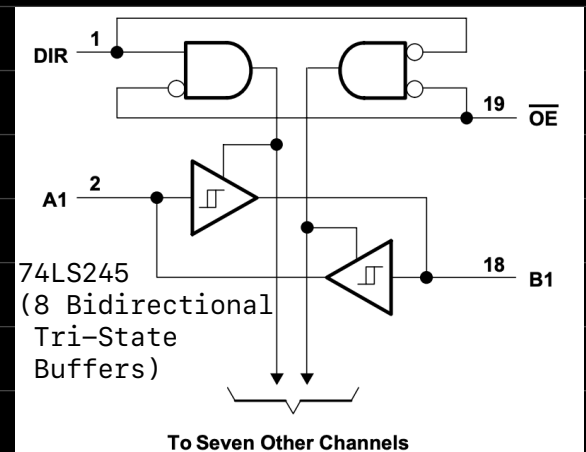 1
DIR
19
OE
2
A1
74LS245
(8 Bidirectional
Tri-State
Buffers)
18
B1
To Seven Other Channels